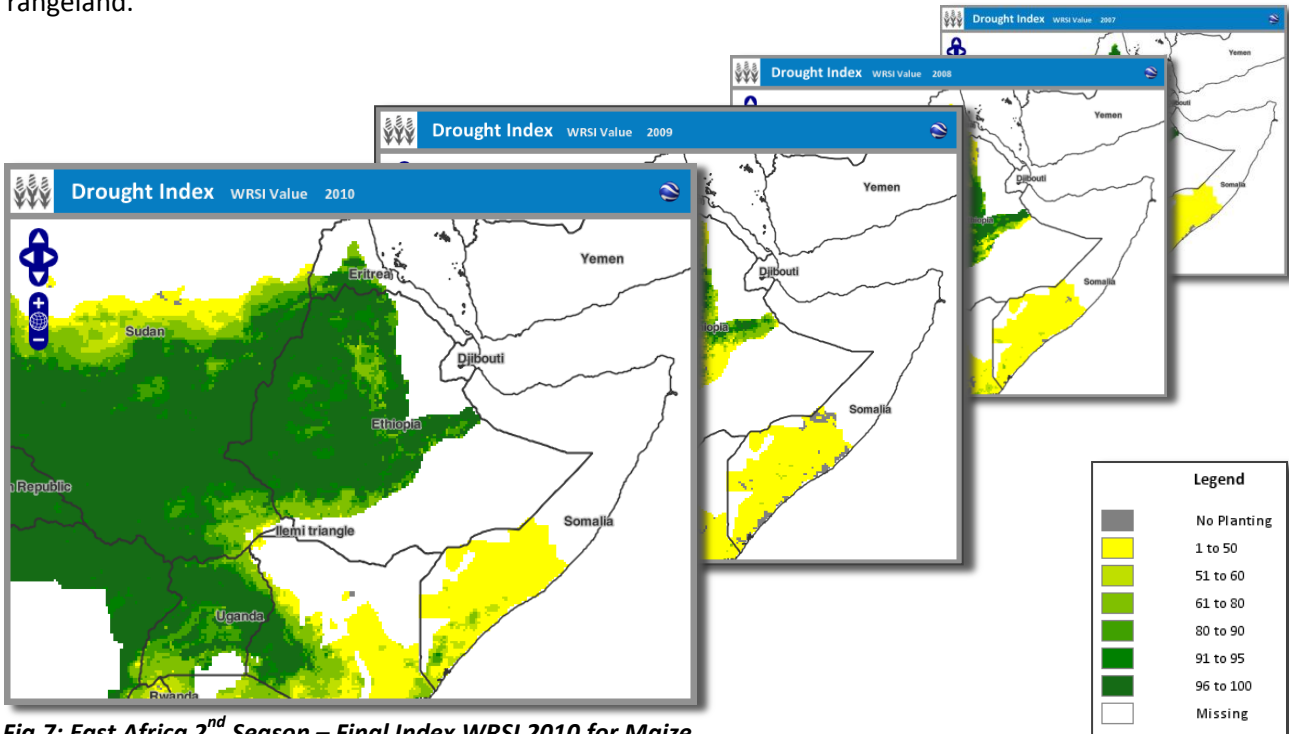 rangeland.
Drought Index WRSI Value 2007
Yemen
Somalia
Drought Index WRSI Value 2008
Yemen
Djibouti
Somalia
Drought Index WRSI Value 2009
Yemen
Djibouti
Somalia
Drought Index WRSI Value 2010
Yemen
Eritrea
Sudan
Djibouti
Ethiopia
Republic
Ilemi triangle
Somalia
Uganda
Rwanda
Legend
No Planting
1 to 50
51 to 60
61 to 80
80 to 90
91 to 95
96 to 100
Missing
Fig 7: East Africa 2nd Season – Final Index WRSI 2010 for Maize